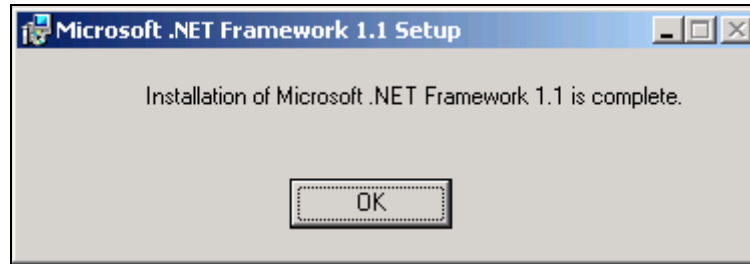 Microsoft .NET Framework 1.1 Setup
Installation of Microsoft .NET Framework 1.1 is complete.
OK